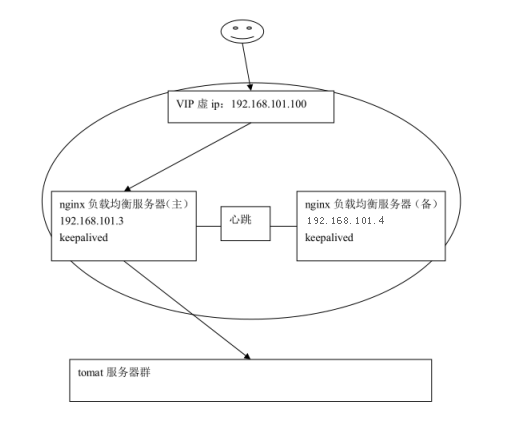 VIP 虚 ip：192.168.101.100
nginx 负载均衡服务器（主）
192.168.101.3
keepalived
心跳
nginx 负载均衡服务器（备）
192.168.101.4
keepalived
tomat 服务器群